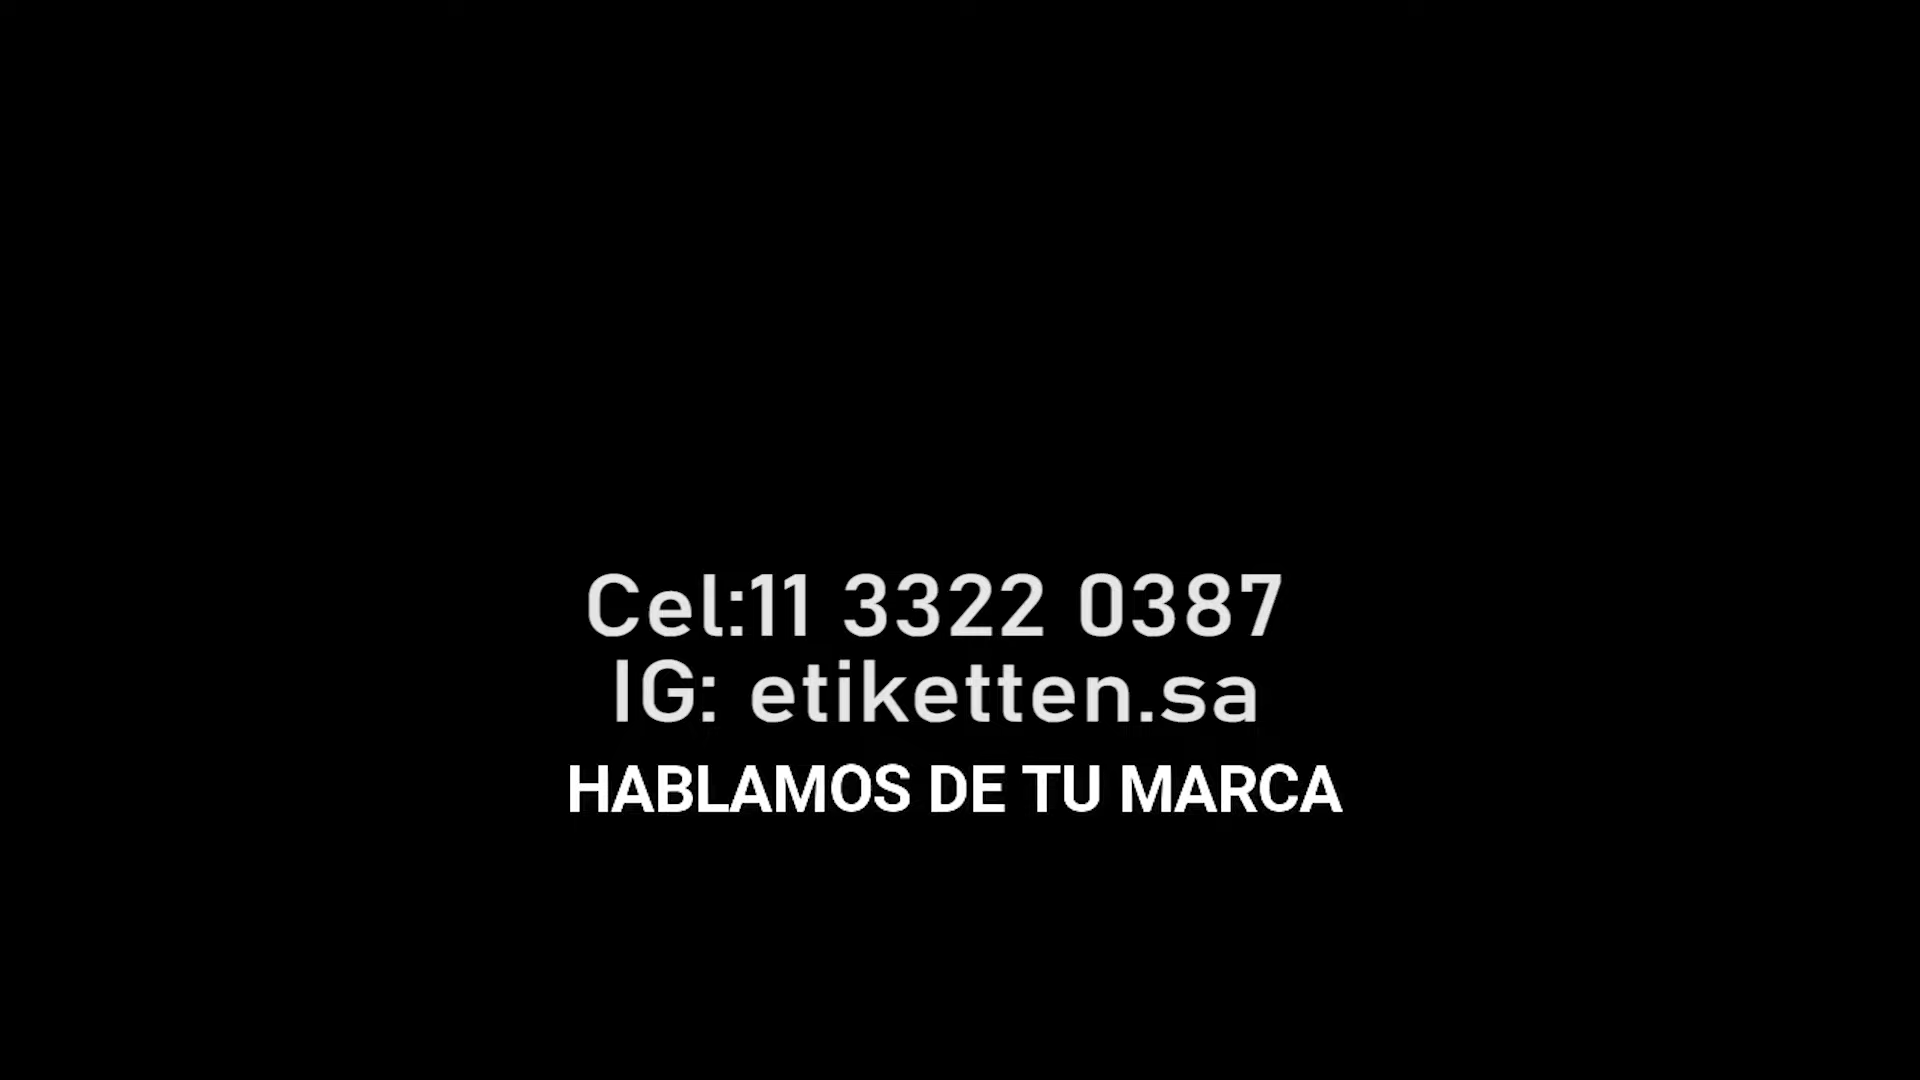 Cel:11 3322 0387
IG: etiketten.sa
HABLAMOS DE TU MARCA